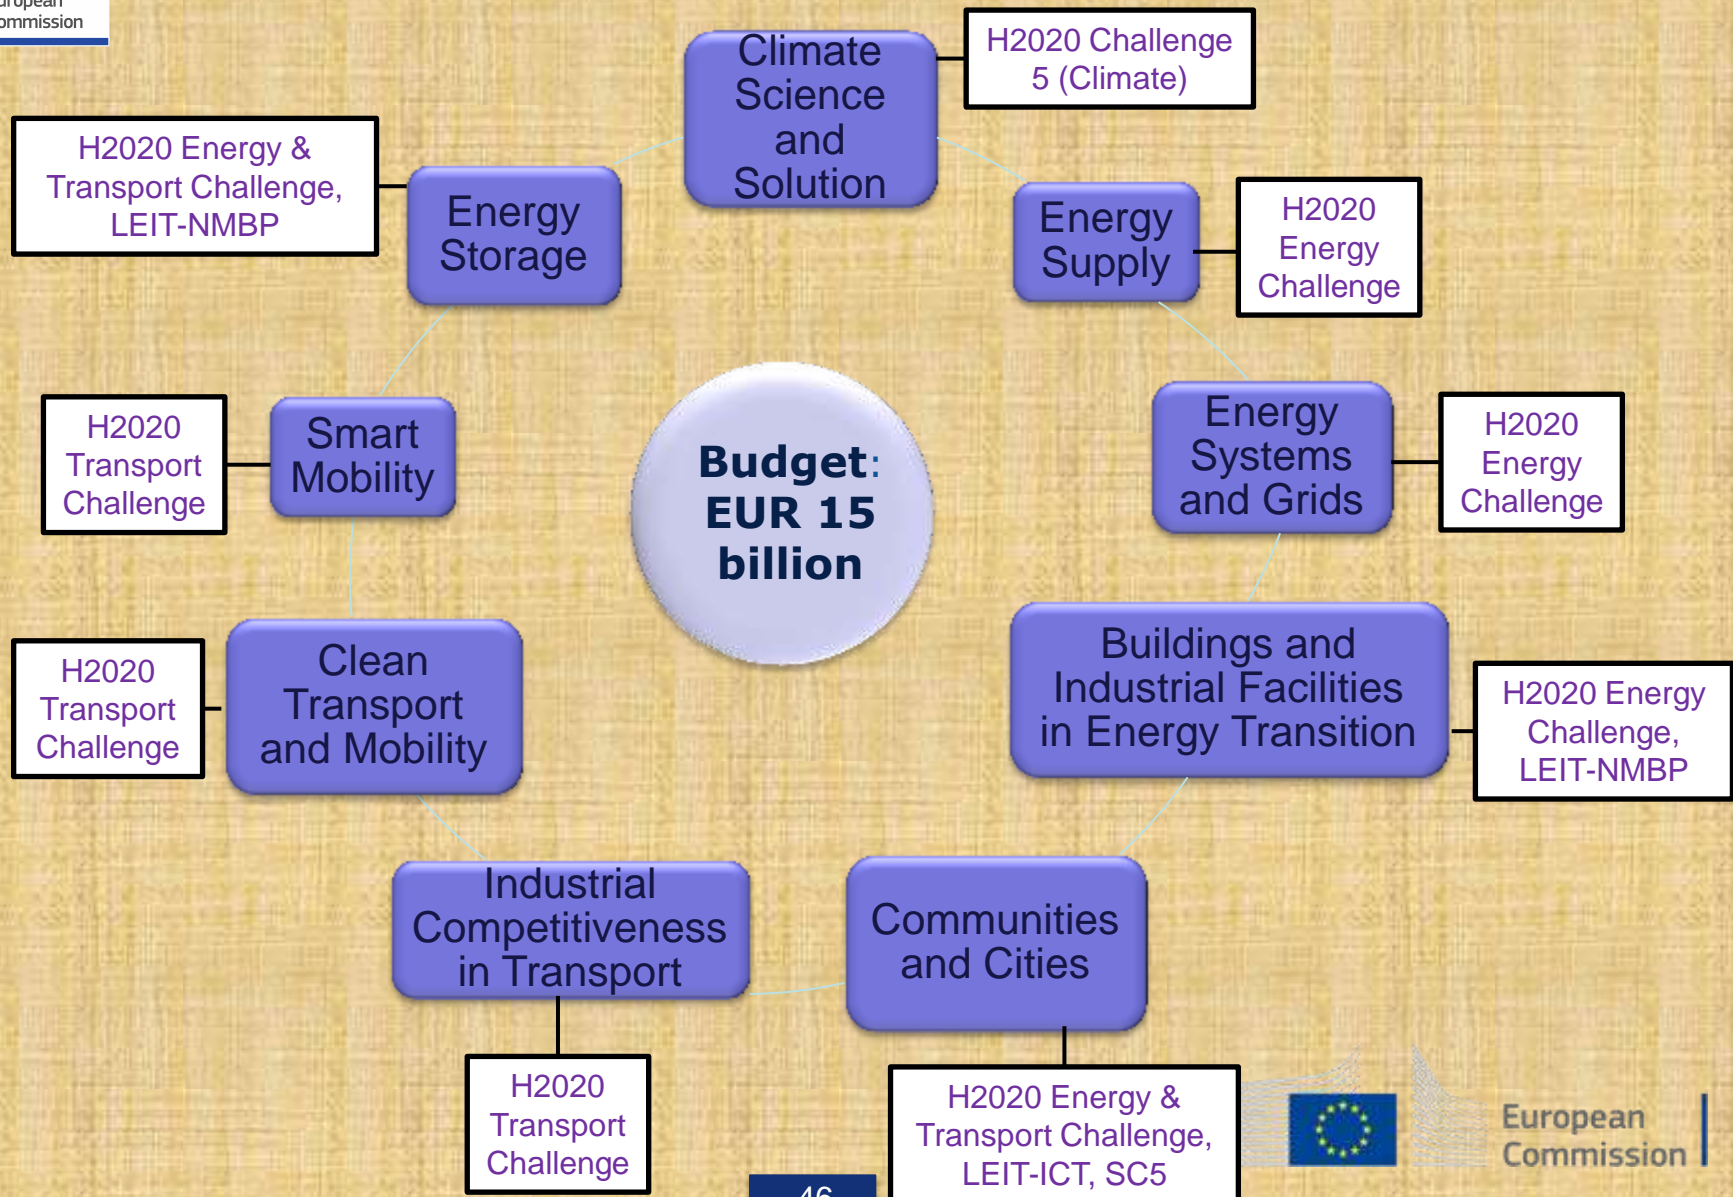 European
Commission
Climate
Science
and
Solution
H2020 Challenge
5 (Climate)
H2020 Energy &
Transport Challenge,
LEIT-NMBP
Energy
Storage
Energy
Supply
H2020
Energy
Challenge
H2020
Transport
Challenge
Smart
Mobility
Budget:
EUR 15
billion
Energy
Systems
and Grids
H2020
Energy
Challenge
H2020
Transport
Challenge
Clean
Transport
and Mobility
Buildings and
Industrial Facilities
in Energy Transition
H2020 Energy
Challenge,
LEIT-NMBP
Industrial
Competitiveness
in Transport
Communities
and Cities
H2020
Transport
Challenge
H2020 Energy &
Transport Challenge,
LEIT-ICT, SC5
46
European
Commission